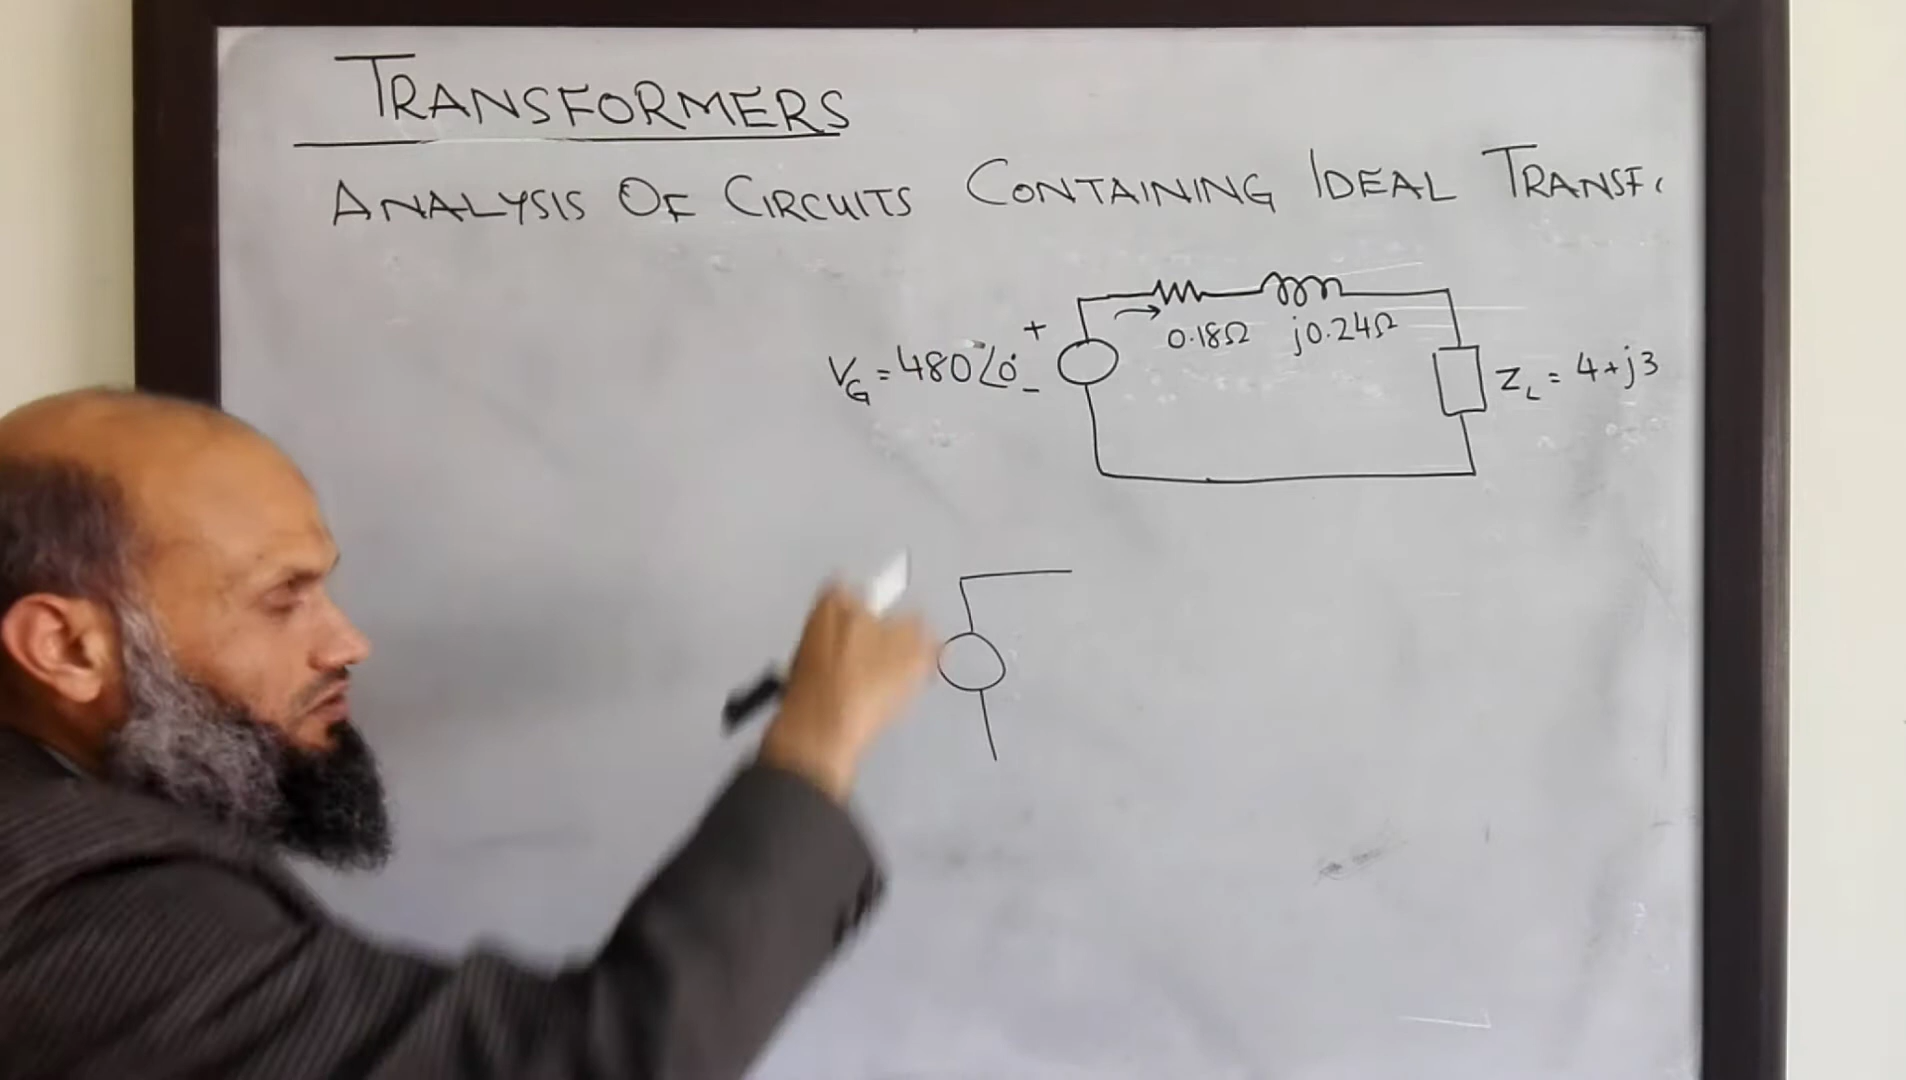 TRANSFORMERS
ANALYSIS OF CIRCUITS CONTAINING IDEAL TRANSF.
+
0.18Ω j0.24Ω
V_G = 480∠0° 
-
Z_L = 4+j3